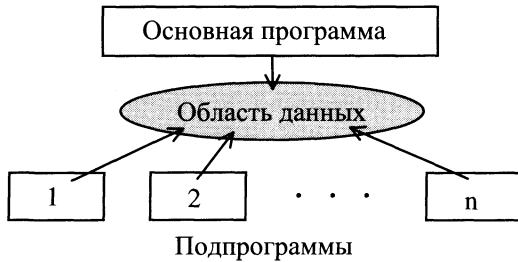 Основная программа
Область данных
1 2 . . . n
Подпрограммы